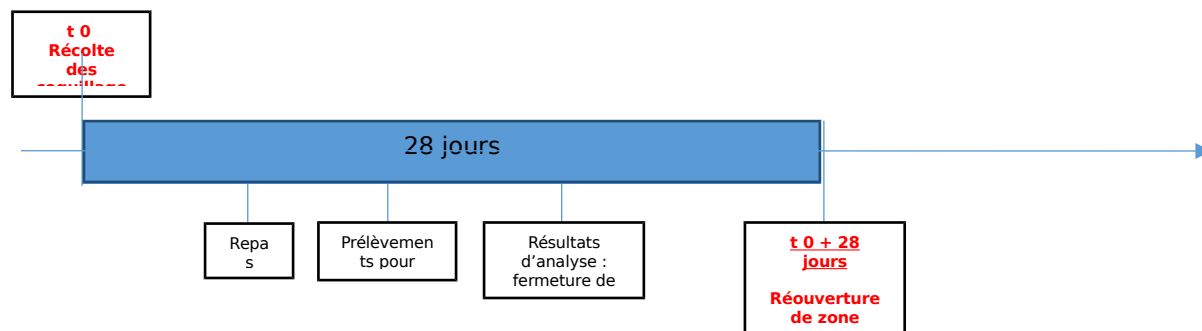 t 0
Récolte
des
coquillage
28 jours
Repa
s
Prélèvemen
ts pour
Résultats
d’analyse :
fermeture de
t 0 + 28
jours
Réouverture
de zone